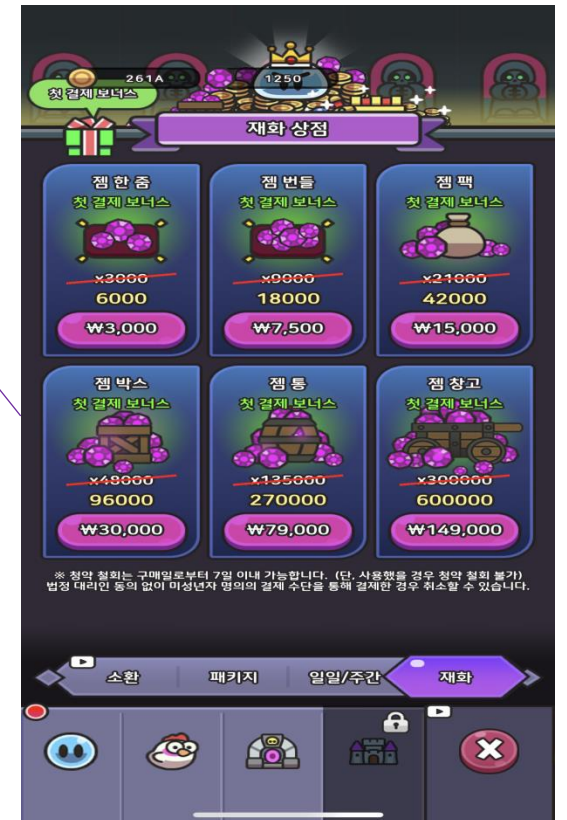 261A
1250
첫 결제 보너스
재화 상점
젬 한 줌
첫 결제 보너스
x3000
6000
₩3,000
젬 번들
첫 결제 보너스
x9000
18000
₩7,500
젬 팩
첫 결제 보너스
x21000
42000
₩15,000
젬 박스
첫 결제 보너스
x48000
96000
₩30,000
젬 통
첫 결제 보너스
x135000
270000
₩79,000
젬 창고
첫 결제 보너스
x300000
600000
₩149,000
※ 청약 철회는 구매일로부터 7일 이내 가능합니다. (단, 사용했을 경우 청약 철회 불가)
법정 대리인 동의 없이 미성년자 명의의 결제 수단을 통해 결제한 경우 취소할 수 있습니다.
소환
패키지
일일/주간
재화